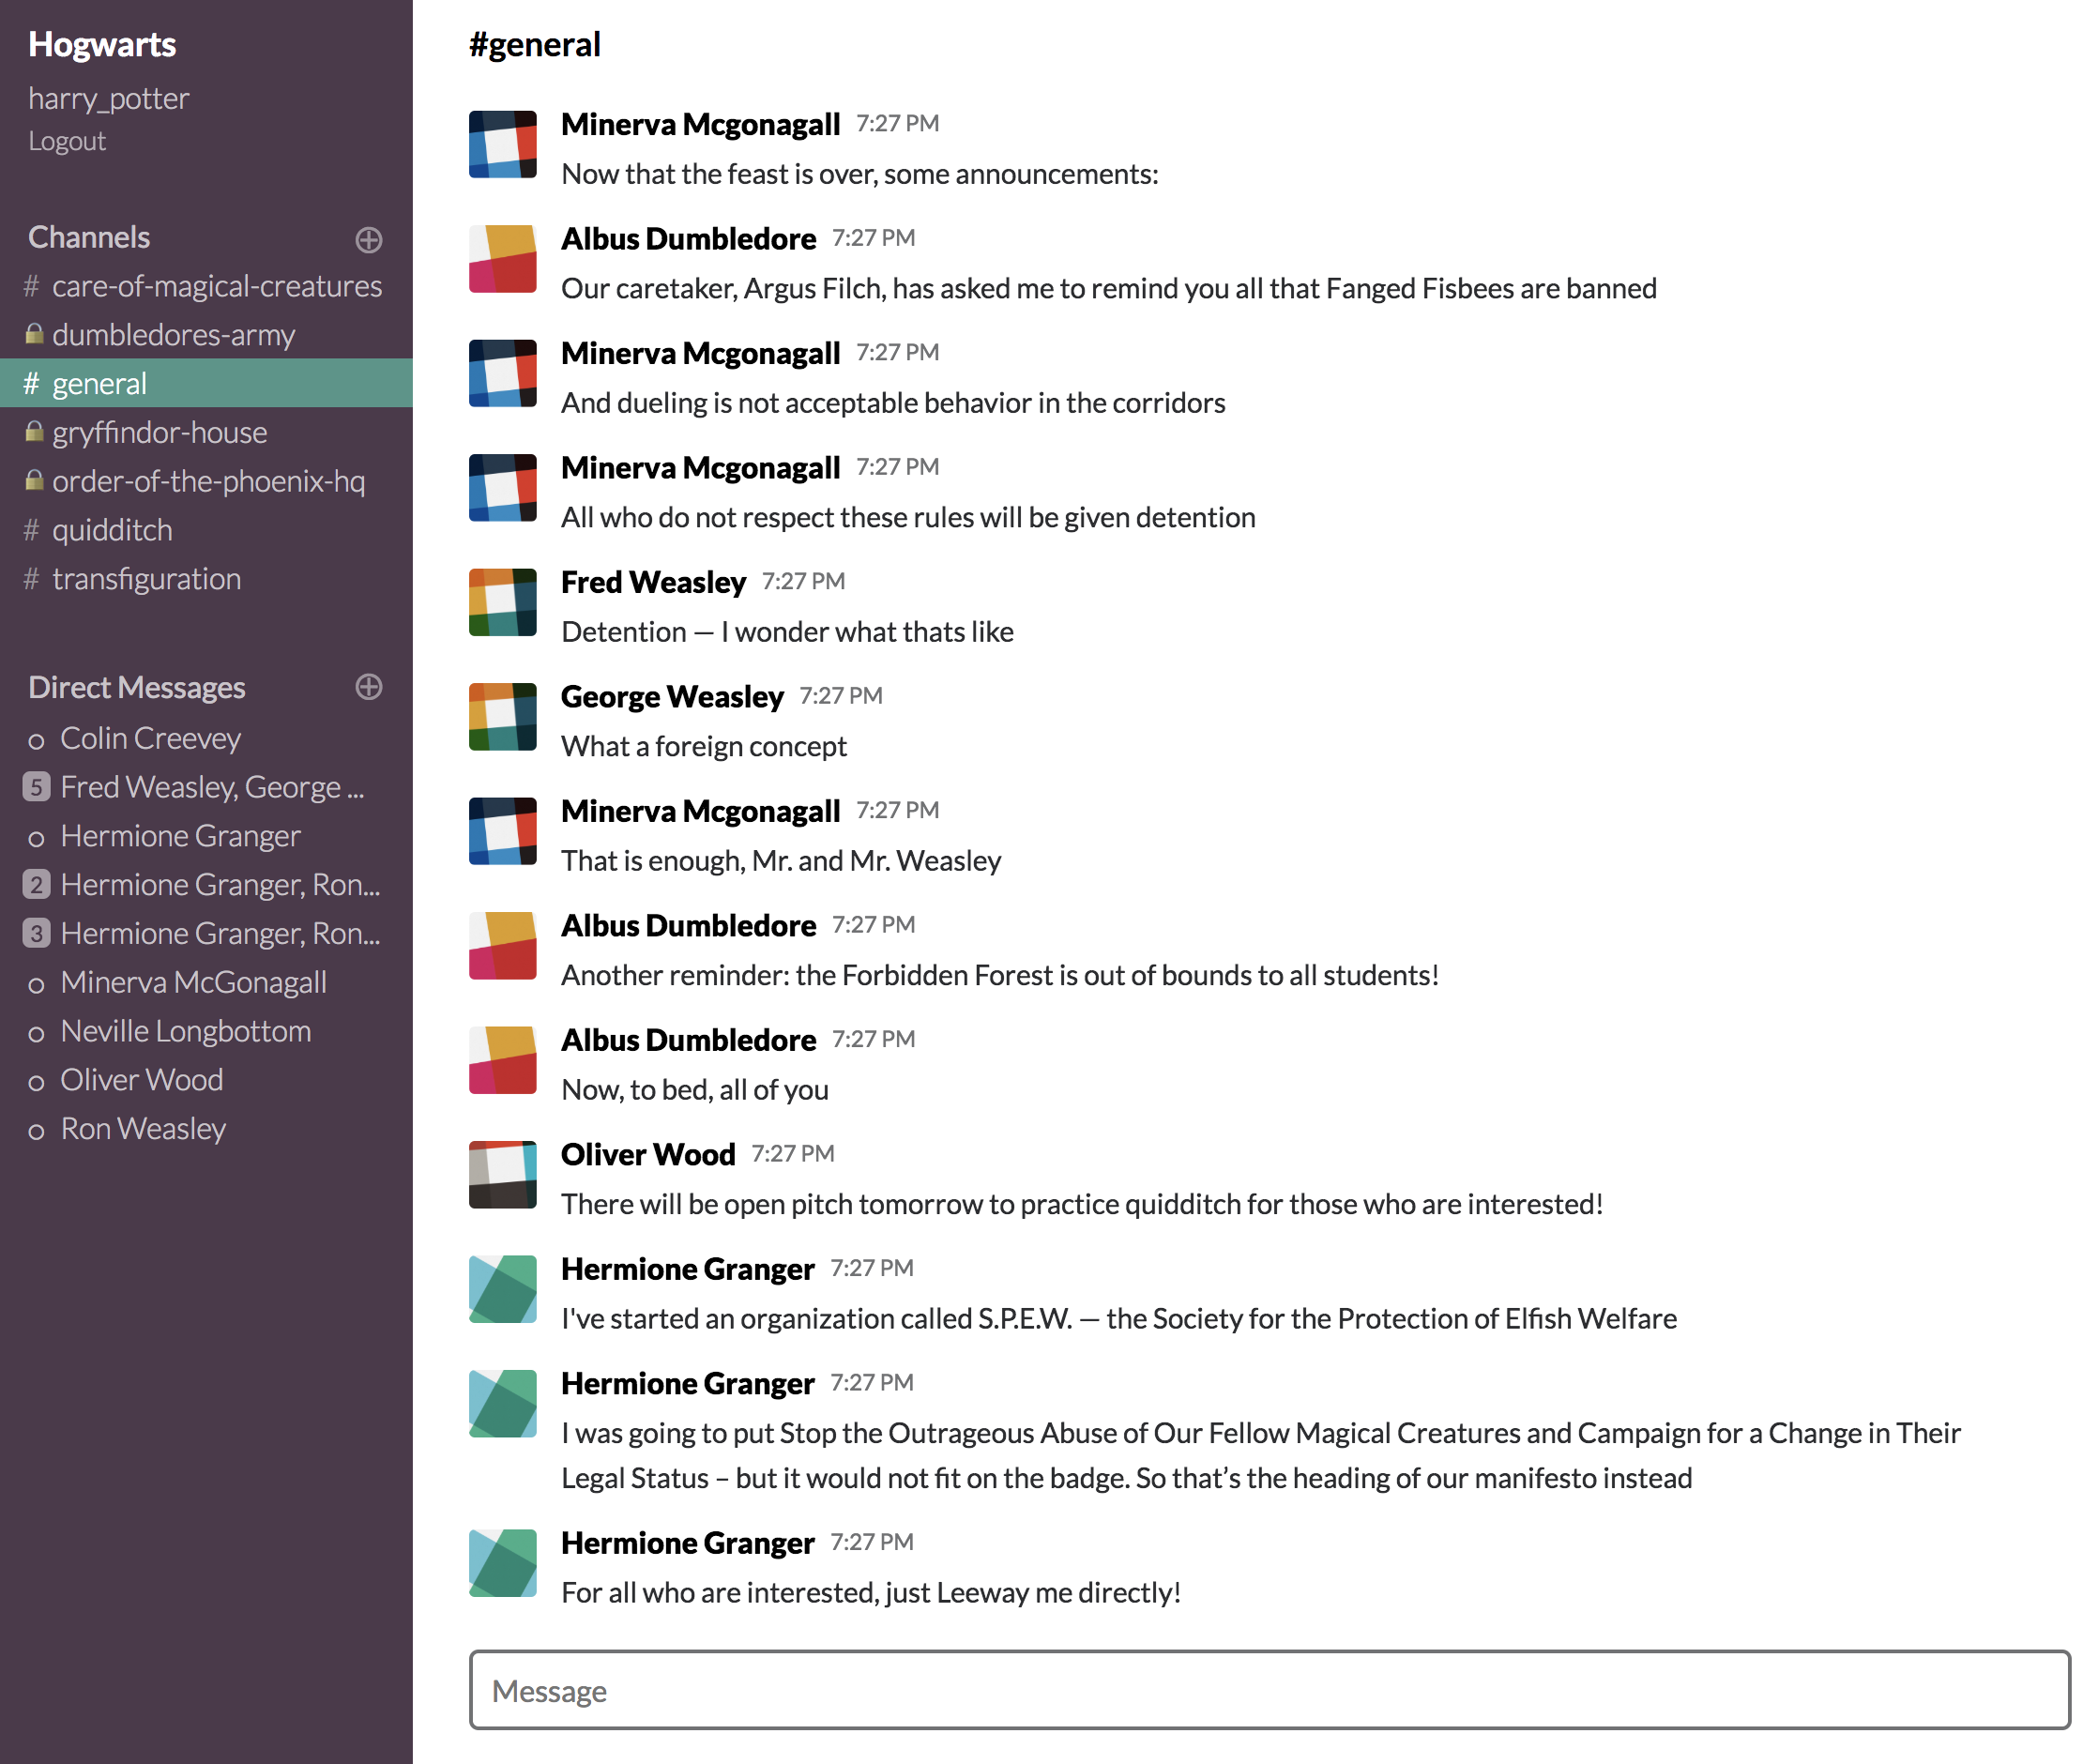 Hogwarts
harry_potter
Logout
Channels
# care-of-magical-creatures
dumbledores-army
# general
gryffindor-house
order-of-the-phoenix-hq
# quidditch
# transfiguration
Direct Messages
Colin Creevey
5 Fred Weasley, George ...
Hermione Granger
2 Hermione Granger, Ron...
3 Hermione Granger, Ron...
Minerva McGonagall
Neville Longbottom
Oliver Wood
Ron Weasley
#general
Minerva Mcgonagall 7:27 PM
Now that the feast is over, some announcements:
Albus Dumbledore 7:27 PM
Our caretaker, Argus Filch, has asked me to remind you all that Fanged Fisbees are banned
Minerva Mcgonagall 7:27 PM
And dueling is not acceptable behavior in the corridors
Minerva Mcgonagall 7:27 PM
All who do not respect these rules will be given detention
Fred Weasley 7:27 PM
Detention — I wonder what thats like
George Weasley 7:27 PM
What a foreign concept
Minerva Mcgonagall 7:27 PM
That is enough, Mr. and Mr. Weasley
Albus Dumbledore 7:27 PM
Another reminder: the Forbidden Forest is out of bounds to all students!
Albus Dumbledore 7:27 PM
Now, to bed, all of you
Oliver Wood 7:27 PM
There will be open pitch tomorrow to practice quidditch for those who are interested!
Hermione Granger 7:27 PM
I've started an organization called S.P.E.W. — the Society for the Protection of Elfish Welfare
Hermione Granger 7:27 PM
I was going to put Stop the Outrageous Abuse of Our Fellow Magical Creatures and Campaign for a Change in Their
Legal Status – but it would not fit on the badge. So that’s the heading of our manifesto instead
Hermione Granger 7:27 PM
For all who are interested, just Leeway me directly!
Message